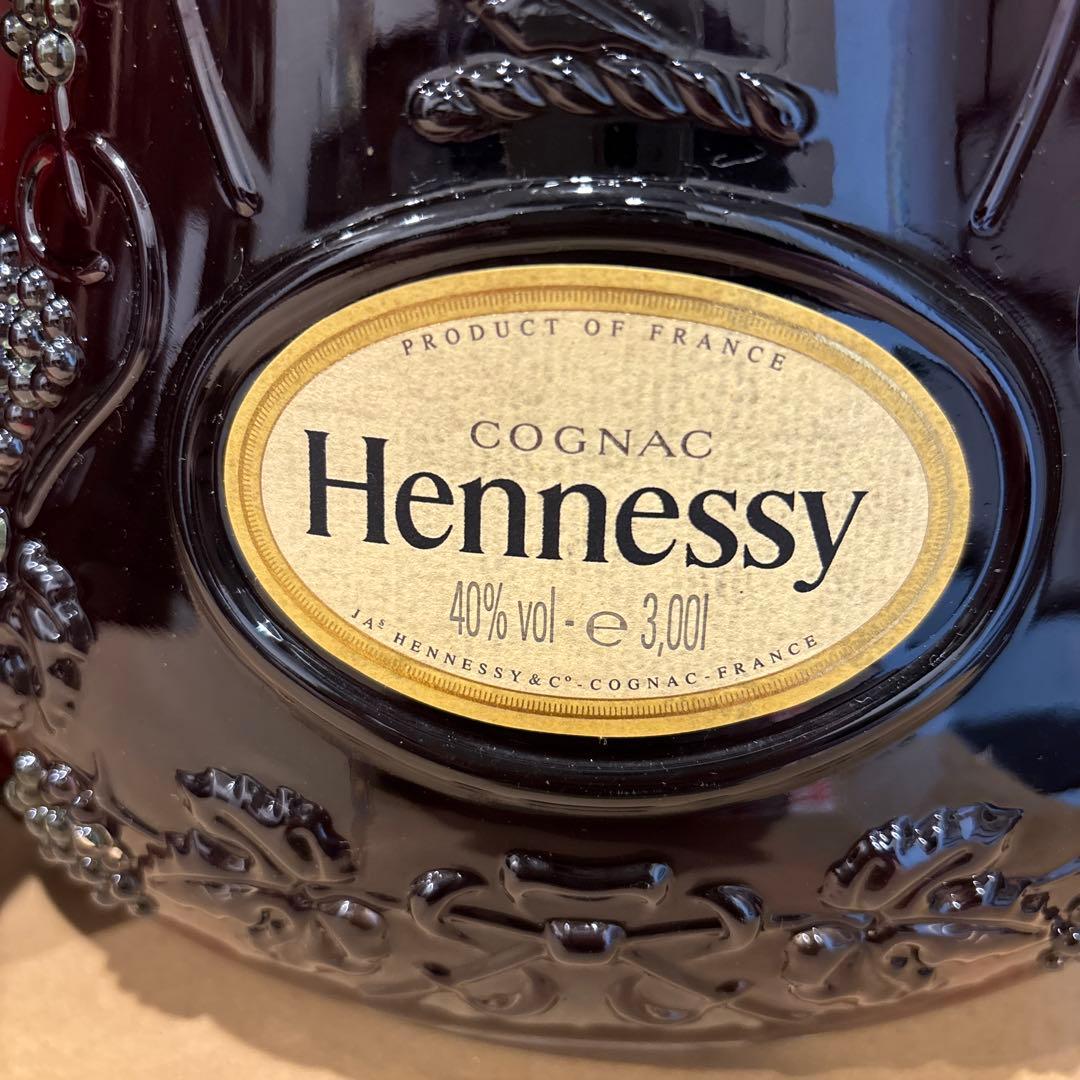 PRODUCT OF FRANCE
COGNAC
Hennessy
40% vol - e 3,00l
JAS HENNESSY & Cº - COGNAC - FRANCE